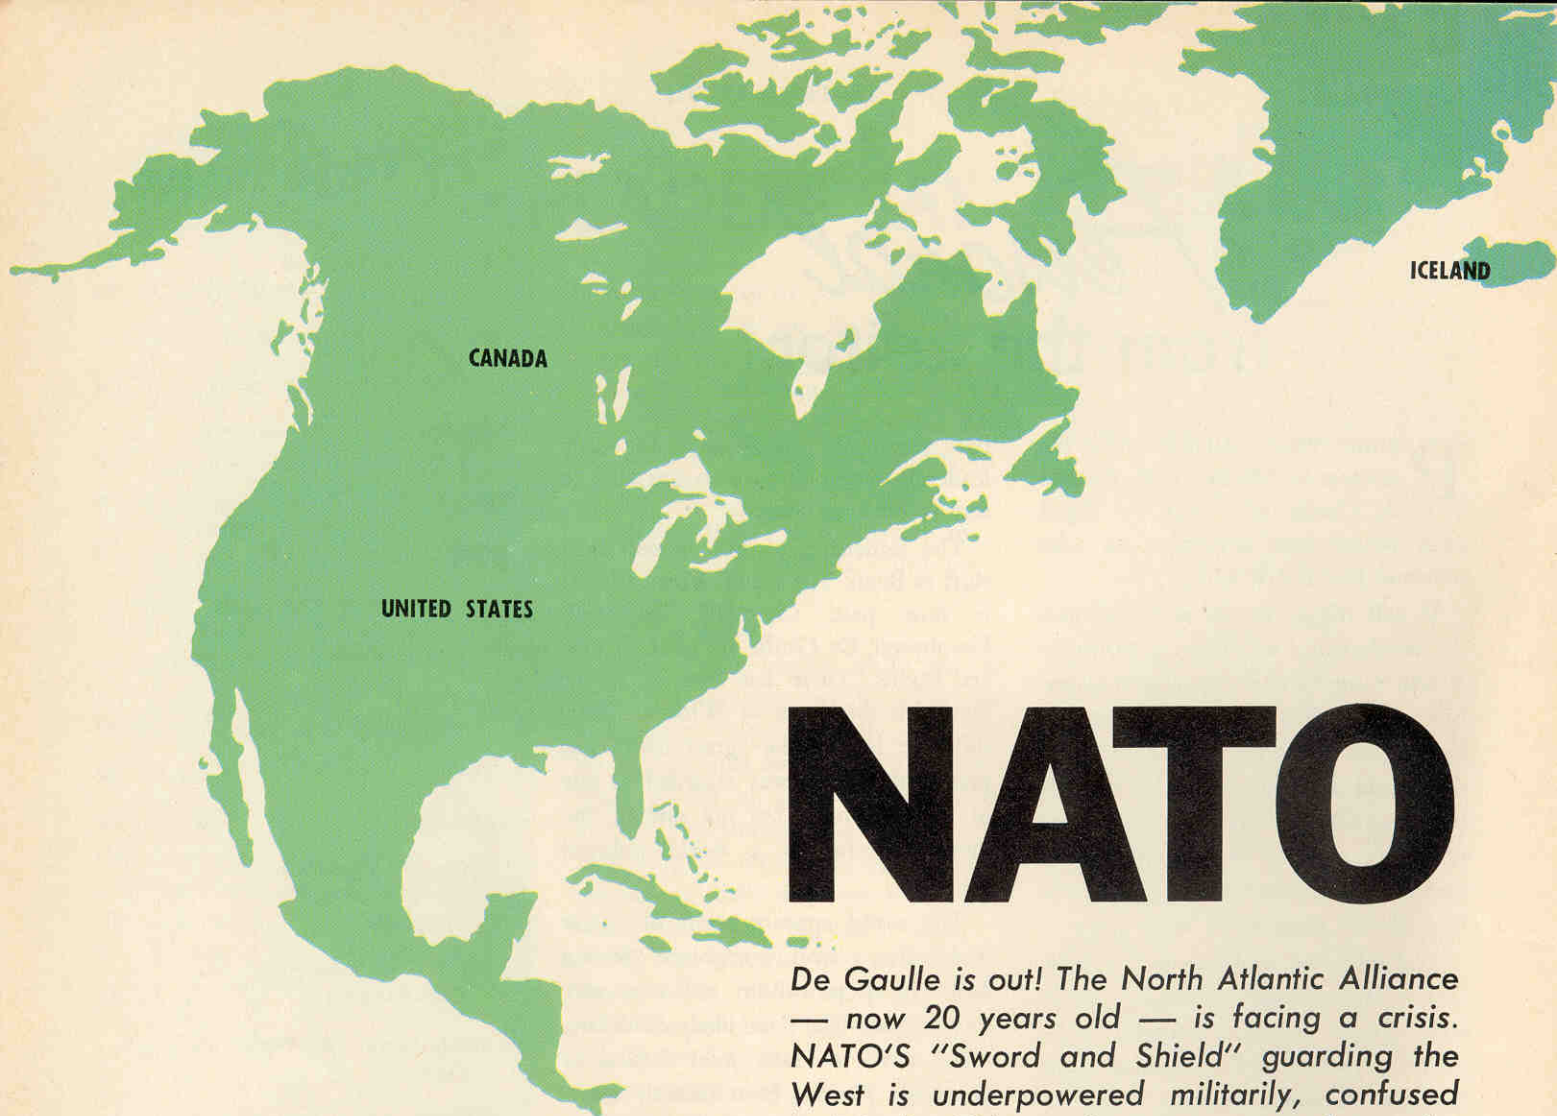 ICELAND
CANADA
UNITED STATES
NATO
De Gaulle is out! The North Atlantic Alliance
— now 20 years old — is facing a crisis.
NATO'S "Sword and Shield" guarding the
West is underpowered militarily, confused